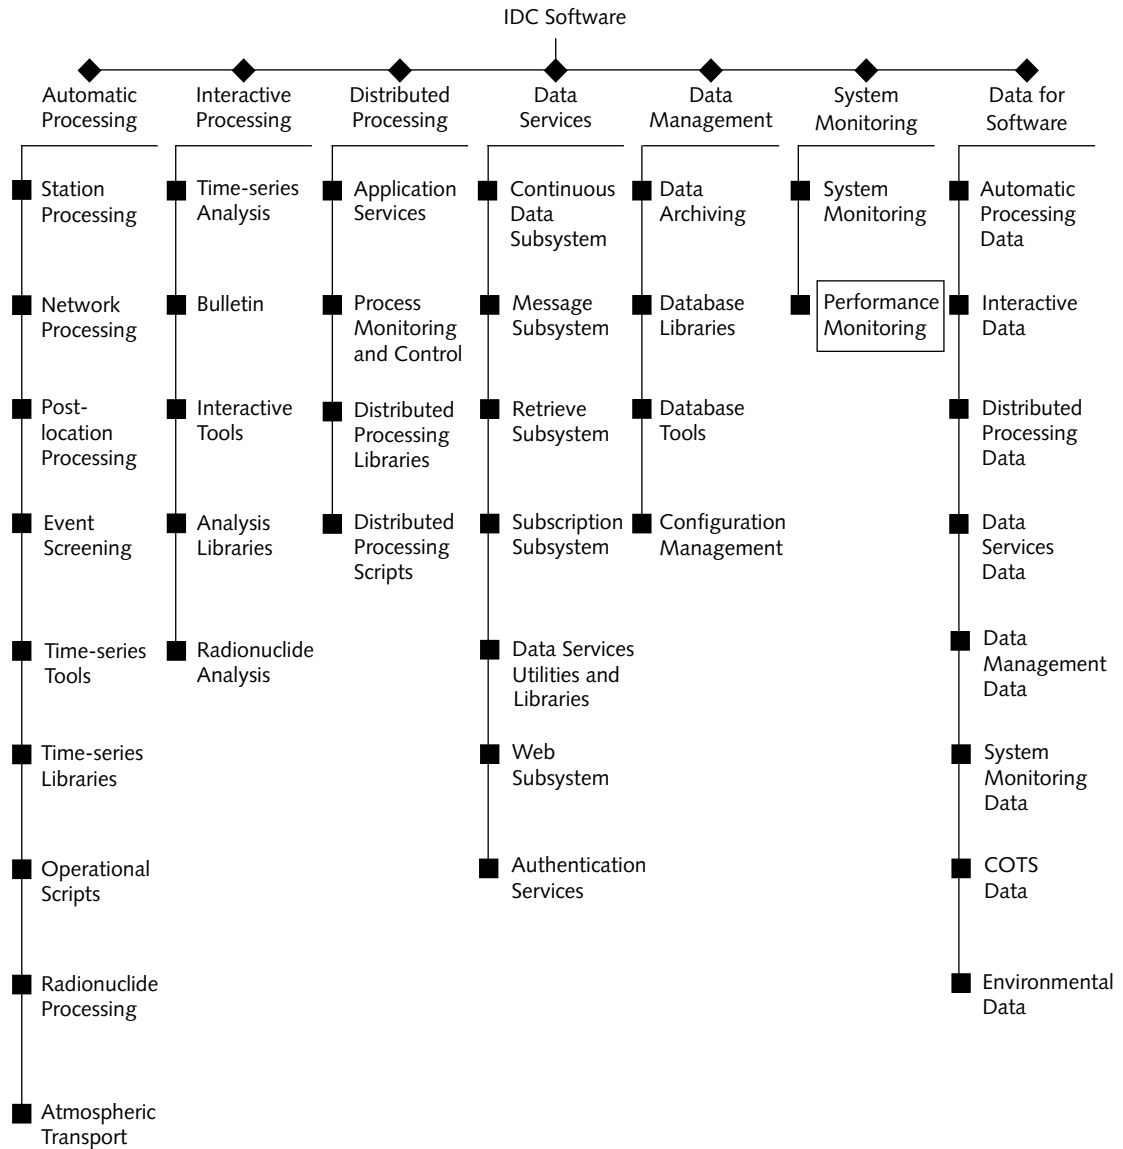 IDC Software
Automatic
Processing
Interactive
Processing
Distributed
Processing
Data
Services
Data
Management
System
Monitoring
Data for
Software
Station
Processing
Network
Processing
Post-
location
Processing
Event
Screening
Time-series
Tools
Time-series
Libraries
Operational
Scripts
Radionuclide
Processing
Atmospheric
Transport
Time-series
Analysis
Bulletin
Interactive
Tools
Analysis
Libraries
Radionuclide
Analysis
Application
Services
Process
Monitoring
and Control
Distributed
Processing
Libraries
Distributed
Processing
Scripts
Continuous
Data
Subsystem
Message
Subsystem
Retrieve
Subsystem
Subscription
Subsystem
Data Services
Utilities and
Libraries
Web
Subsystem
Authentication
Services
Data
Archiving
Database
Libraries
Database
Tools
Configuration
Management
System
Monitoring
Performance
Monitoring
Automatic
Processing
Data
Interactive
Data
Distributed
Processing
Data
Data
Services
Data
Data
Management
Data
System
Monitoring
Data
COTS
Data
Environmental
Data